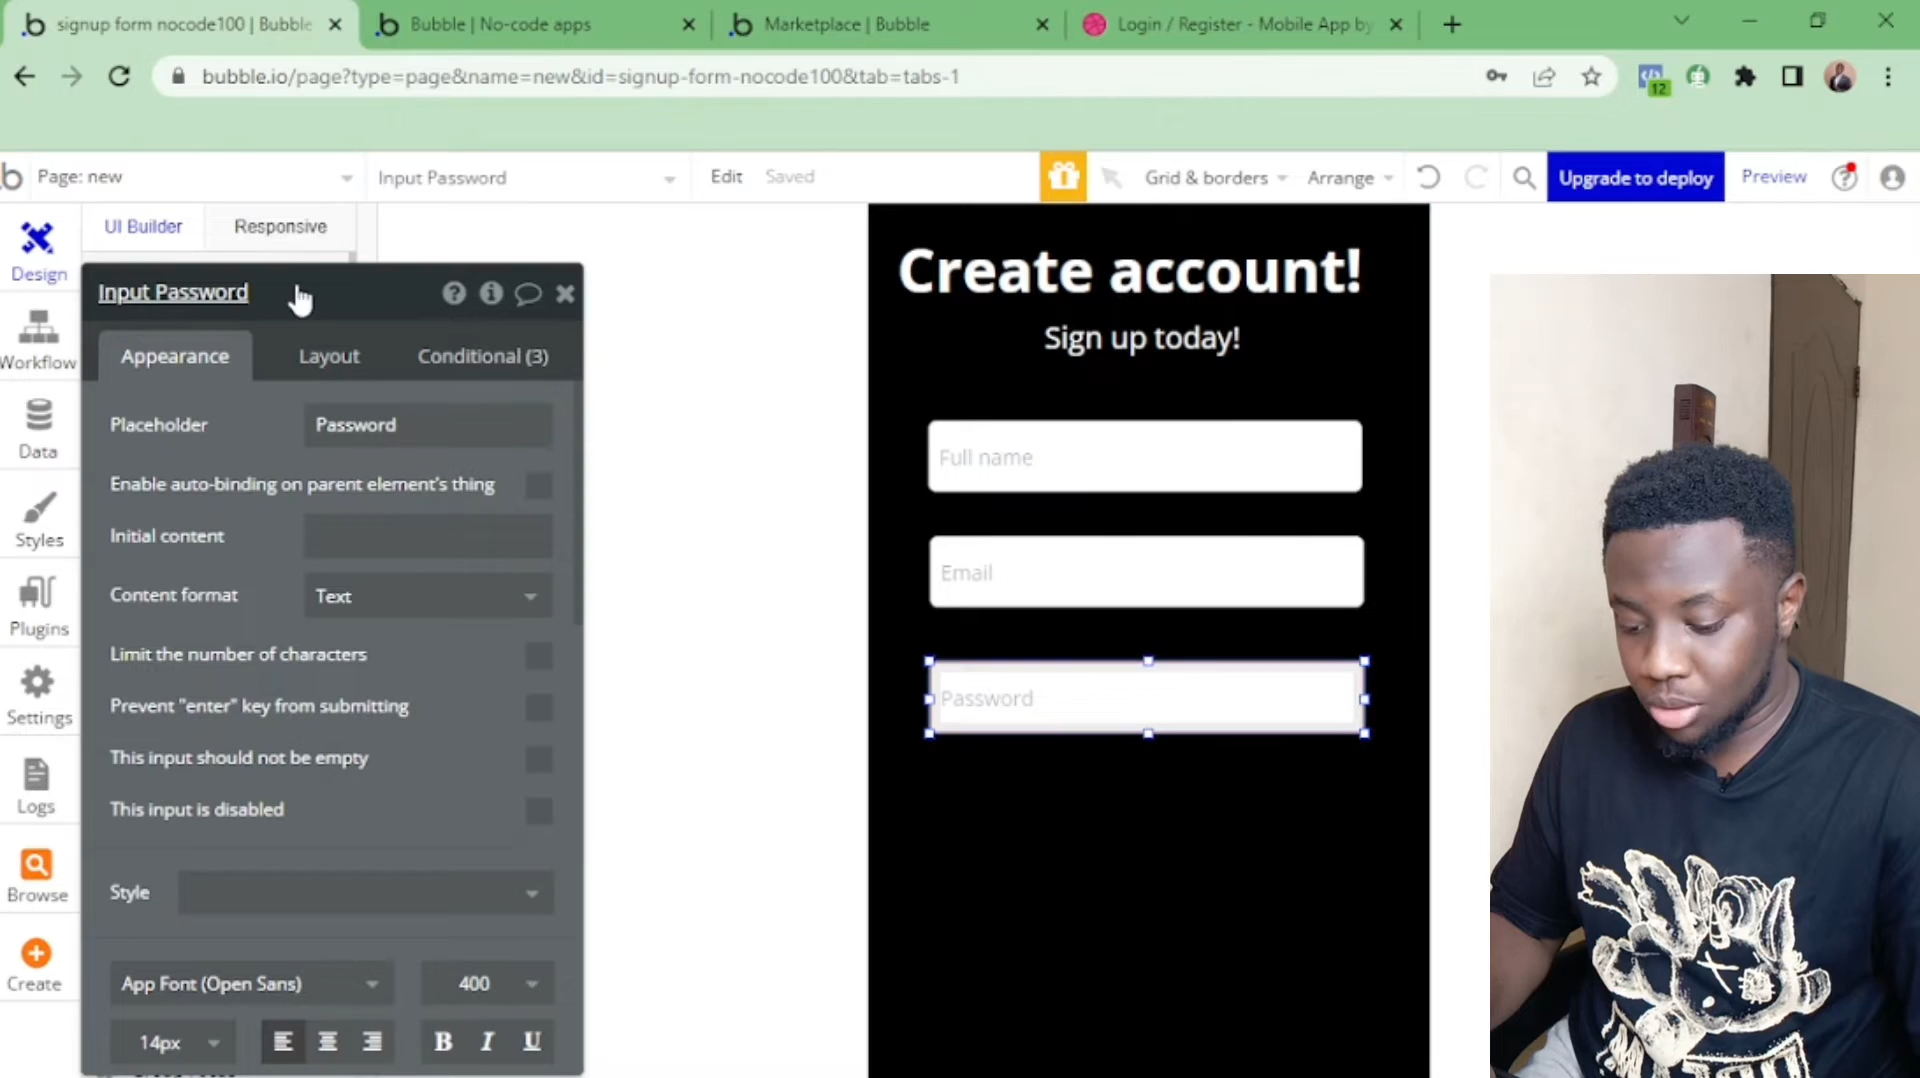 signup form nocode100 | Bubble
Bubble | No-code apps
Marketplace | Bubble
Login / Register - Mobile App by
bubble.io/page?type=page&name=new&id=signup-form-nocode100&tab=tabs-1
12
Page: new
Input Password
Edit
Saved
Grid & borders
Arrange
Upgrade to deploy
Preview
UI Builder
Responsive
Design
Workflow
Data
Styles
Plugins
Settings
Logs
Browse
Create
Input Password
Appearance
Layout
Conditional (3)
Placeholder
Password
Enable auto-binding on parent element's thing
Initial content
Content format
Text
Limit the number of characters
Prevent "enter" key from submitting
This input should not be empty
This input is disabled
Style
App Font (Open Sans)
400
14px
B I U
Create account!
Sign up today!
Full name
Email
Password